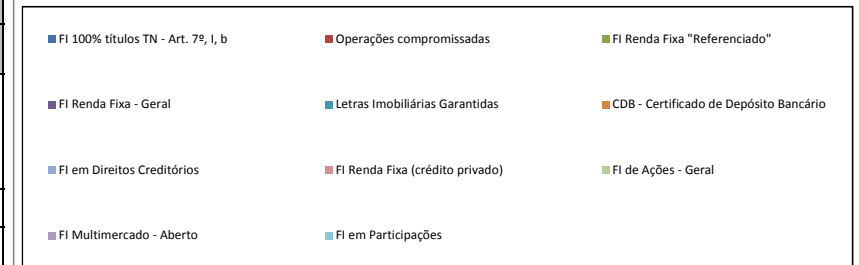 FI 100% títulos TN - Art. 7º, I, b
Operações compromissadas
FI Renda Fixa "Referenciado"
FI Renda Fixa - Geral
Letras Imobiliárias Garantidas
CDB - Certificado de Depósito Bancário
FI em Direitos Creditórios
FI Renda Fixa (crédito privado)
FI de Ações - Geral
FI Multimercado - Aberto
FI em Participações